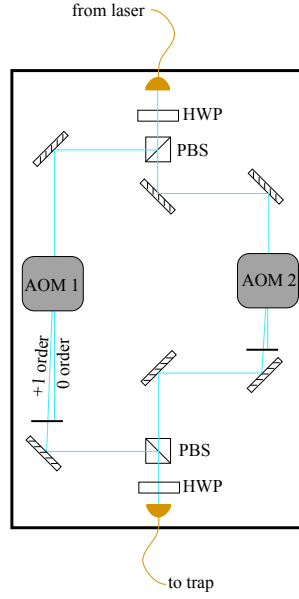 from laser
HWP
PBS
AOM 1
AOM 2
+1 order
0 order
PBS
HWP
to trap